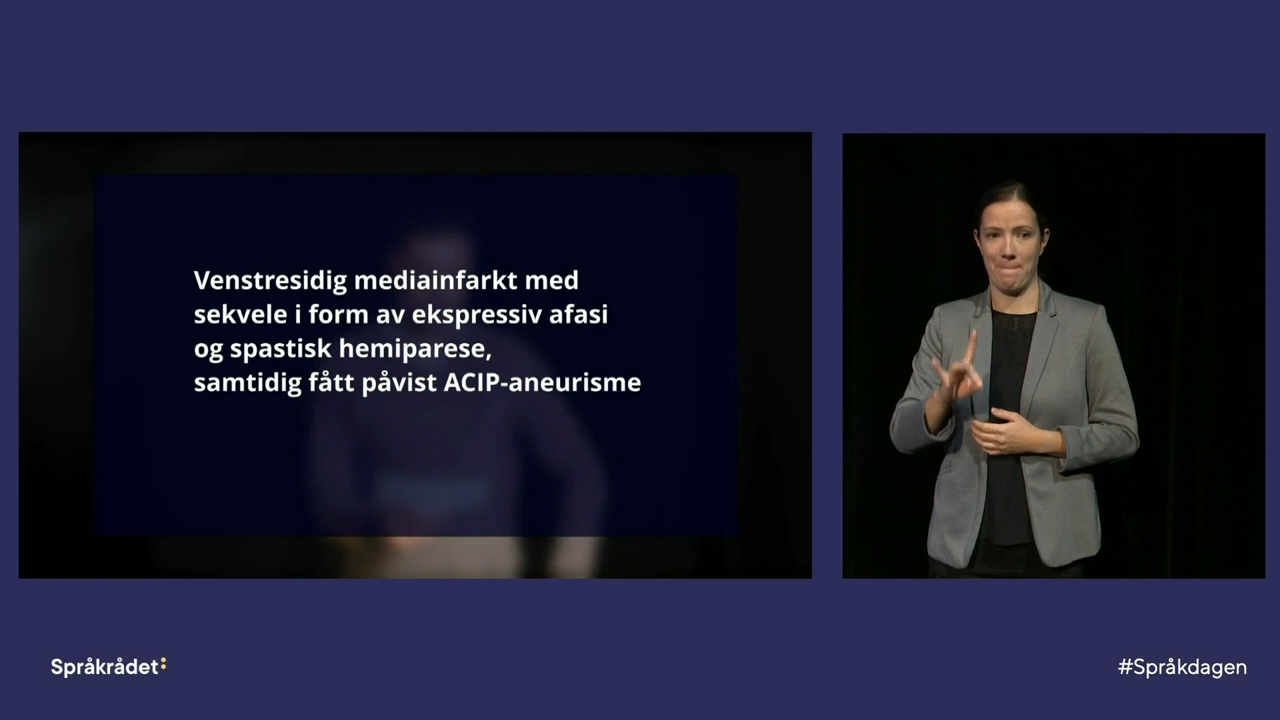 Venstresidig mediainfarkt med
sekvele i form av ekspressiv afasi
og spastisk hemiparese,
samtidig fått påvist ACIP-aneurisme
Språkrådet:
#Språkdagen